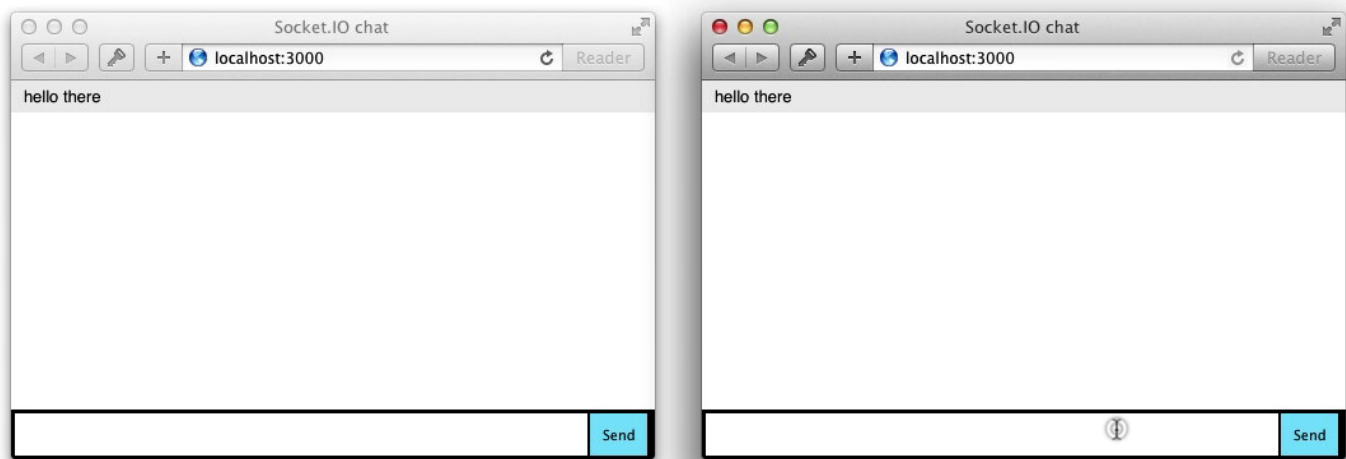 Socket.IO chat
localhost:3000
Reader
hello there
Send
Socket.IO chat
localhost:3000
Reader
hello there
Send